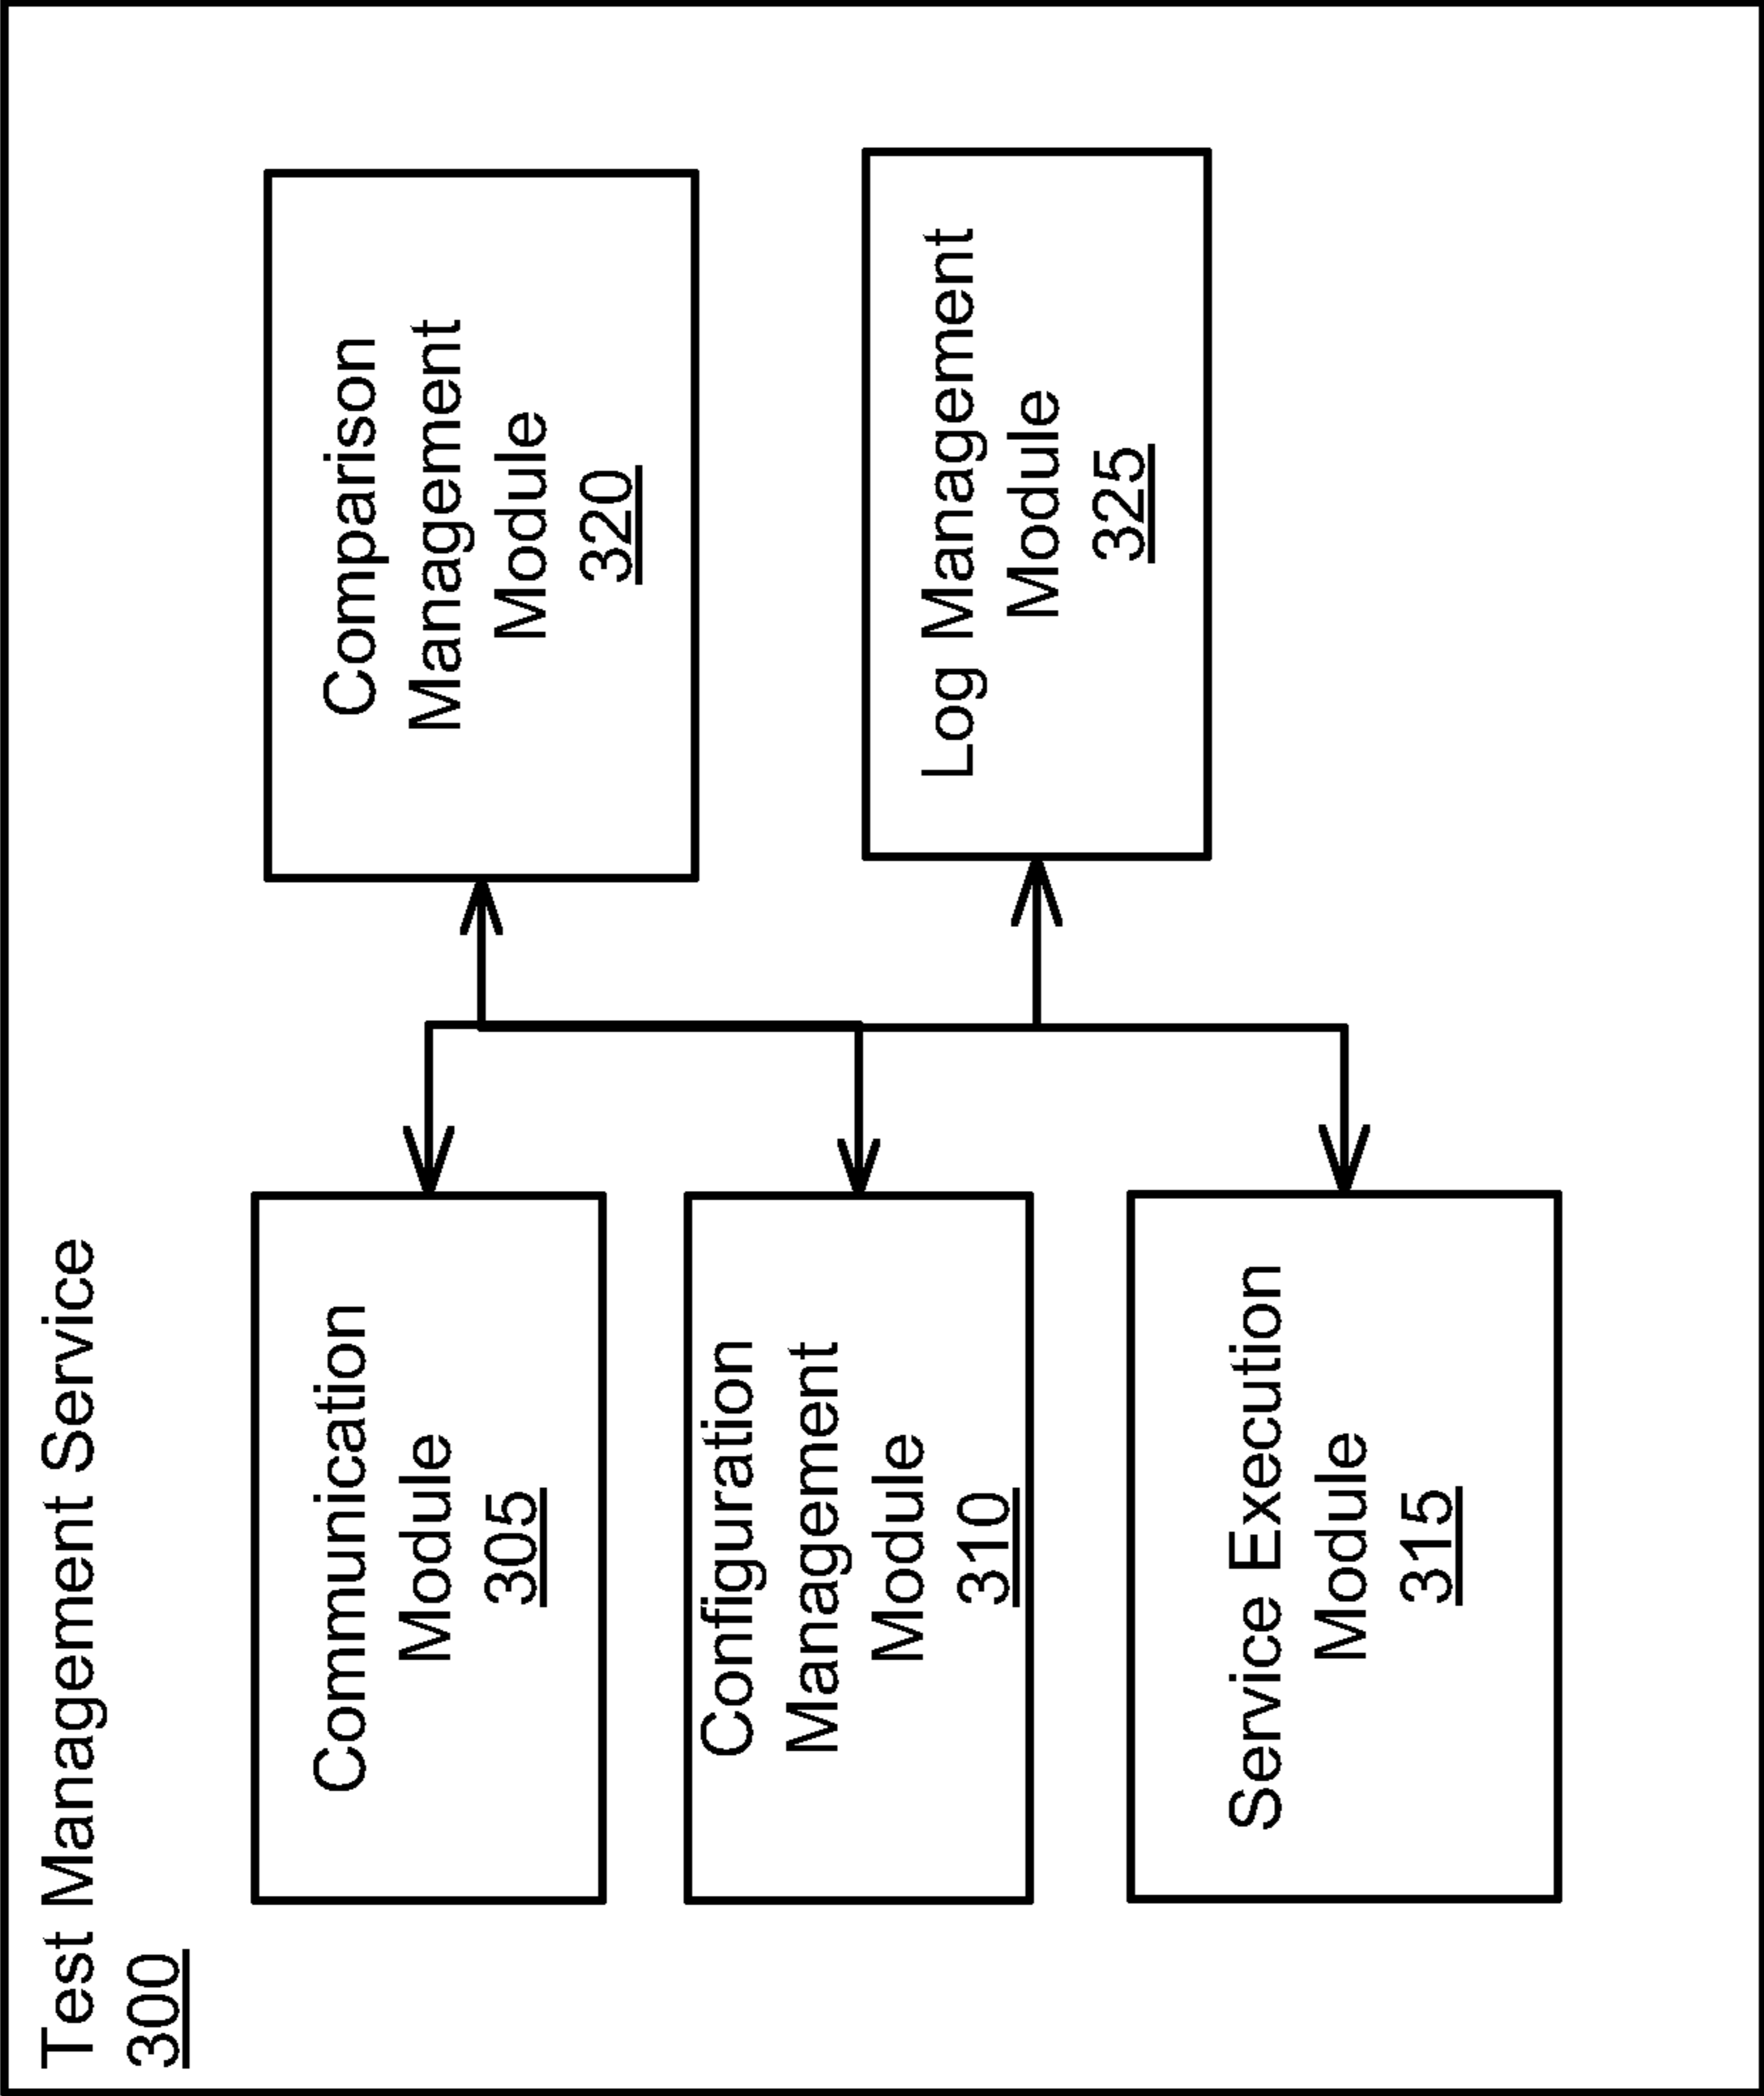 Test Management Service
300
Communication
Module
305
Configuration
Management
Module
310
Service Execution
Module
315
Comparison
Management
Module
320
Log Management
Module
325